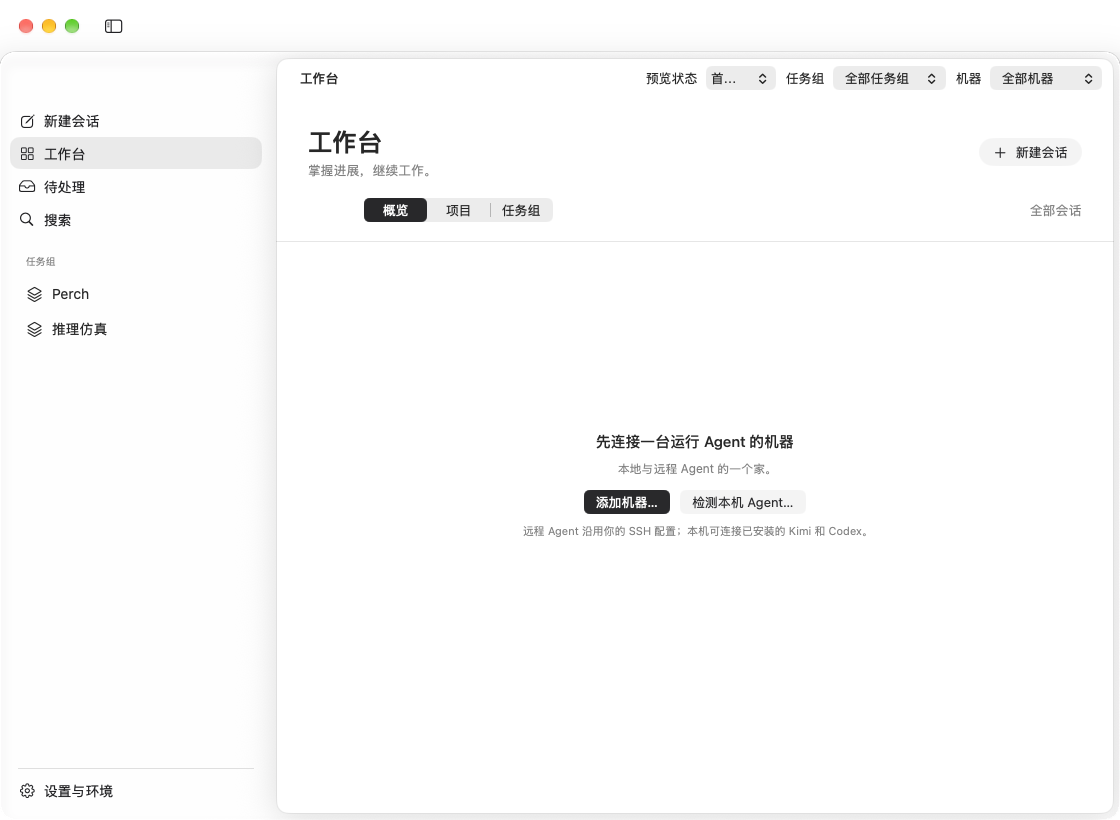 工作台
预览状态 首... 任务组 全部任务组 机器 全部机器
新建会话
工作台
待处理
搜索
任务组
Perch
推理仿真
设置与环境
工作台
掌握进展，继续工作。
新建会话
概览 项目 任务组
全部会话
先连接一台运行 Agent 的机器
本地与远程 Agent 的一个家。
添加机器... 检测本机 Agent...
远程 Agent 沿用你的 SSH 配置；本机可连接已安装的 Kimi 和 Codex。